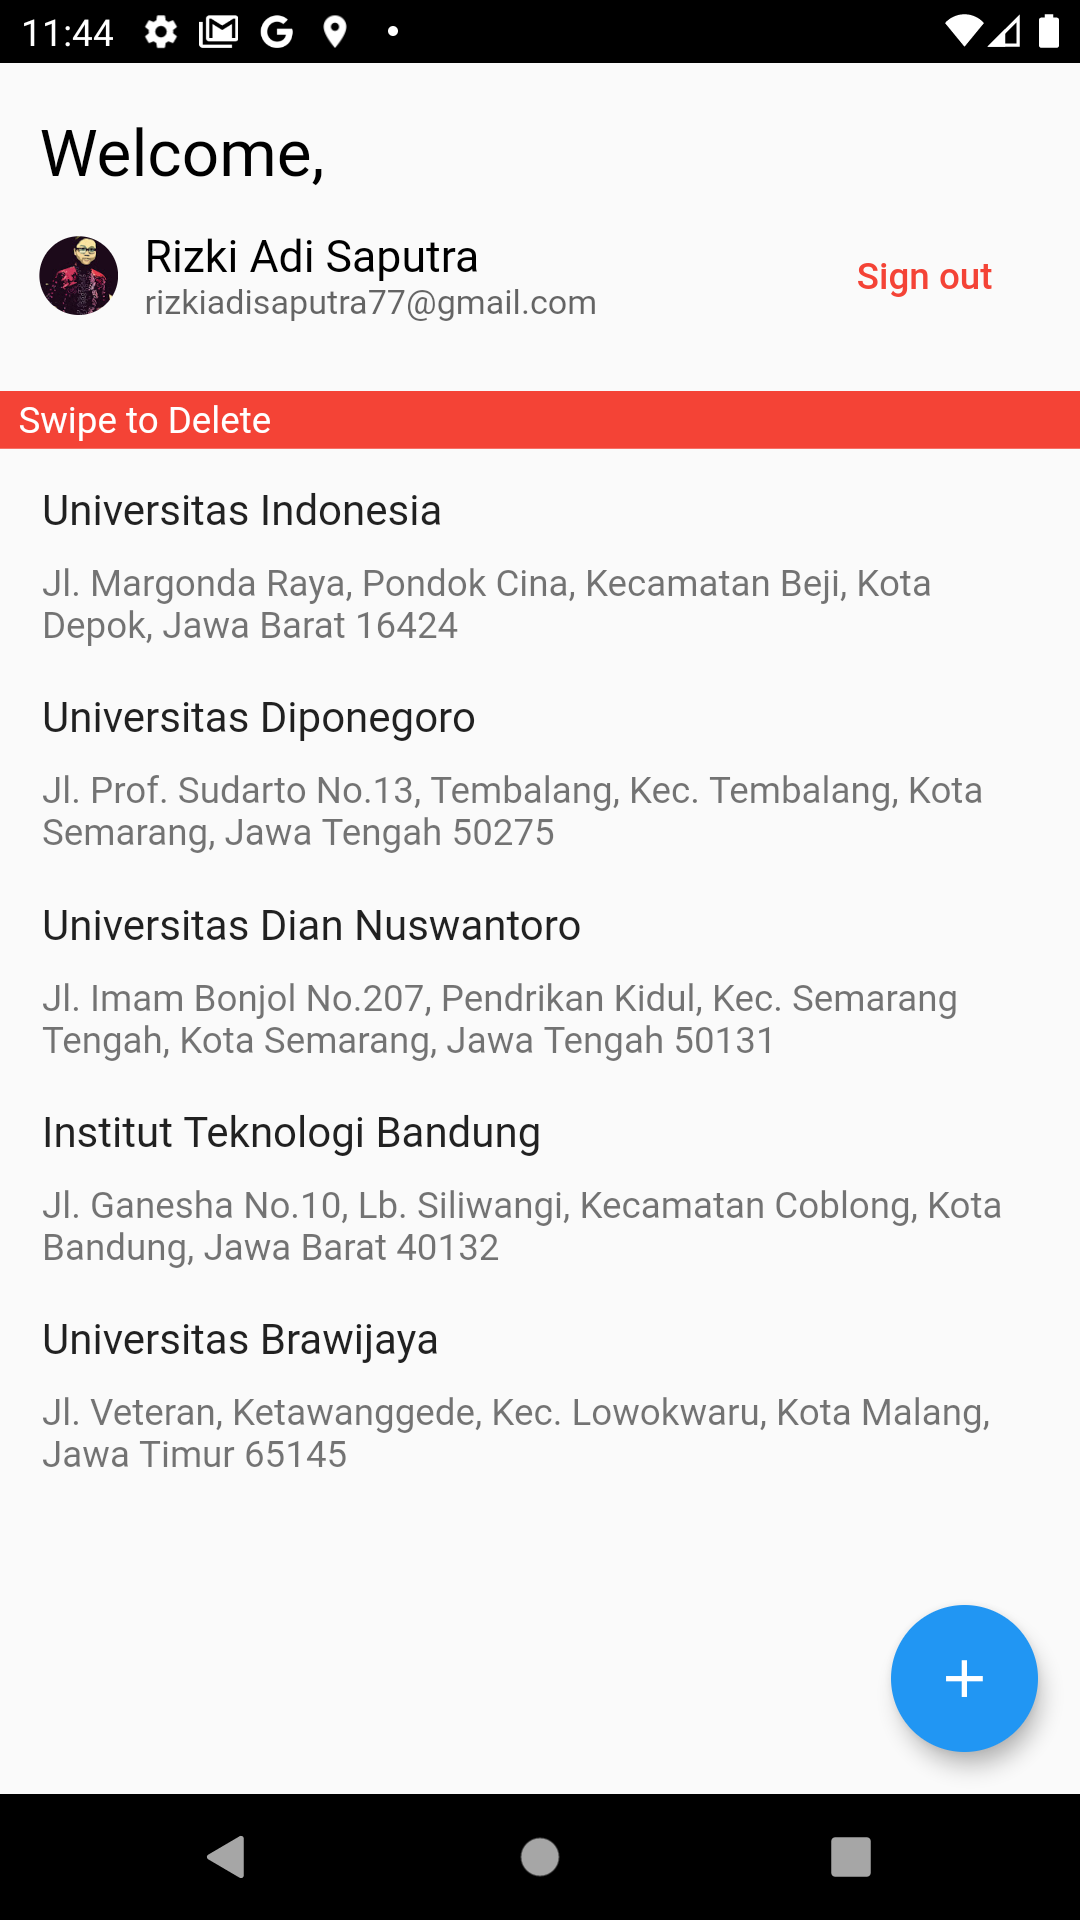 11:44
Welcome,
Rizki Adi Saputra
rizkiadisaputra77@gmail.com
Sign out
Swipe to Delete
Universitas Indonesia
Jl. Margonda Raya, Pondok Cina, Kecamatan Beji, Kota
Depok, Jawa Barat 16424
Universitas Diponegoro
Jl. Prof. Sudarto No.13, Tembalang, Kec. Tembalang, Kota
Semarang, Jawa Tengah 50275
Universitas Dian Nuswantoro
Jl. Imam Bonjol No.207, Pendrikan Kidul, Kec. Semarang
Tengah, Kota Semarang, Jawa Tengah 50131
Institut Teknologi Bandung
Jl. Ganesha No.10, Lb. Siliwangi, Kecamatan Coblong, Kota
Bandung, Jawa Barat 40132
Universitas Brawijaya
Jl. Veteran, Ketawanggede, Kec. Lowokwaru, Kota Malang,
Jawa Timur 65145